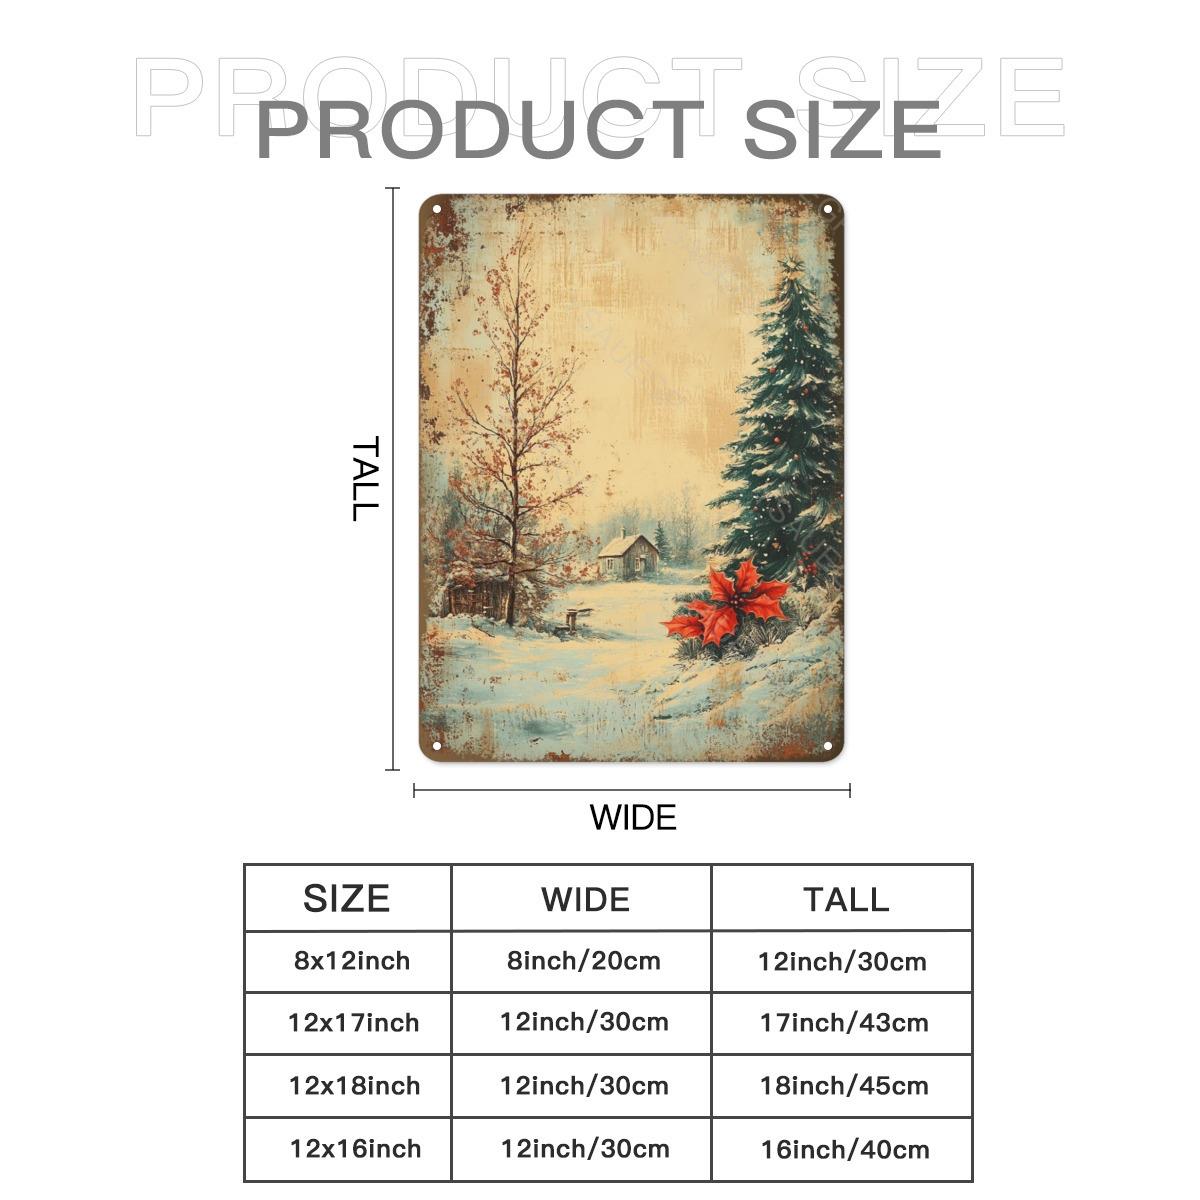 PRODUCT SIZE
PRODUCT SIZE
TALL
WIDE
SIZE WIDE TALL
8x12inch 8inch/20cm 12inch/30cm
12x17inch 12inch/30cm 17inch/43cm
12x18inch 12inch/30cm 18inch/45cm
12x16inch 12inch/30cm 16inch/40cm